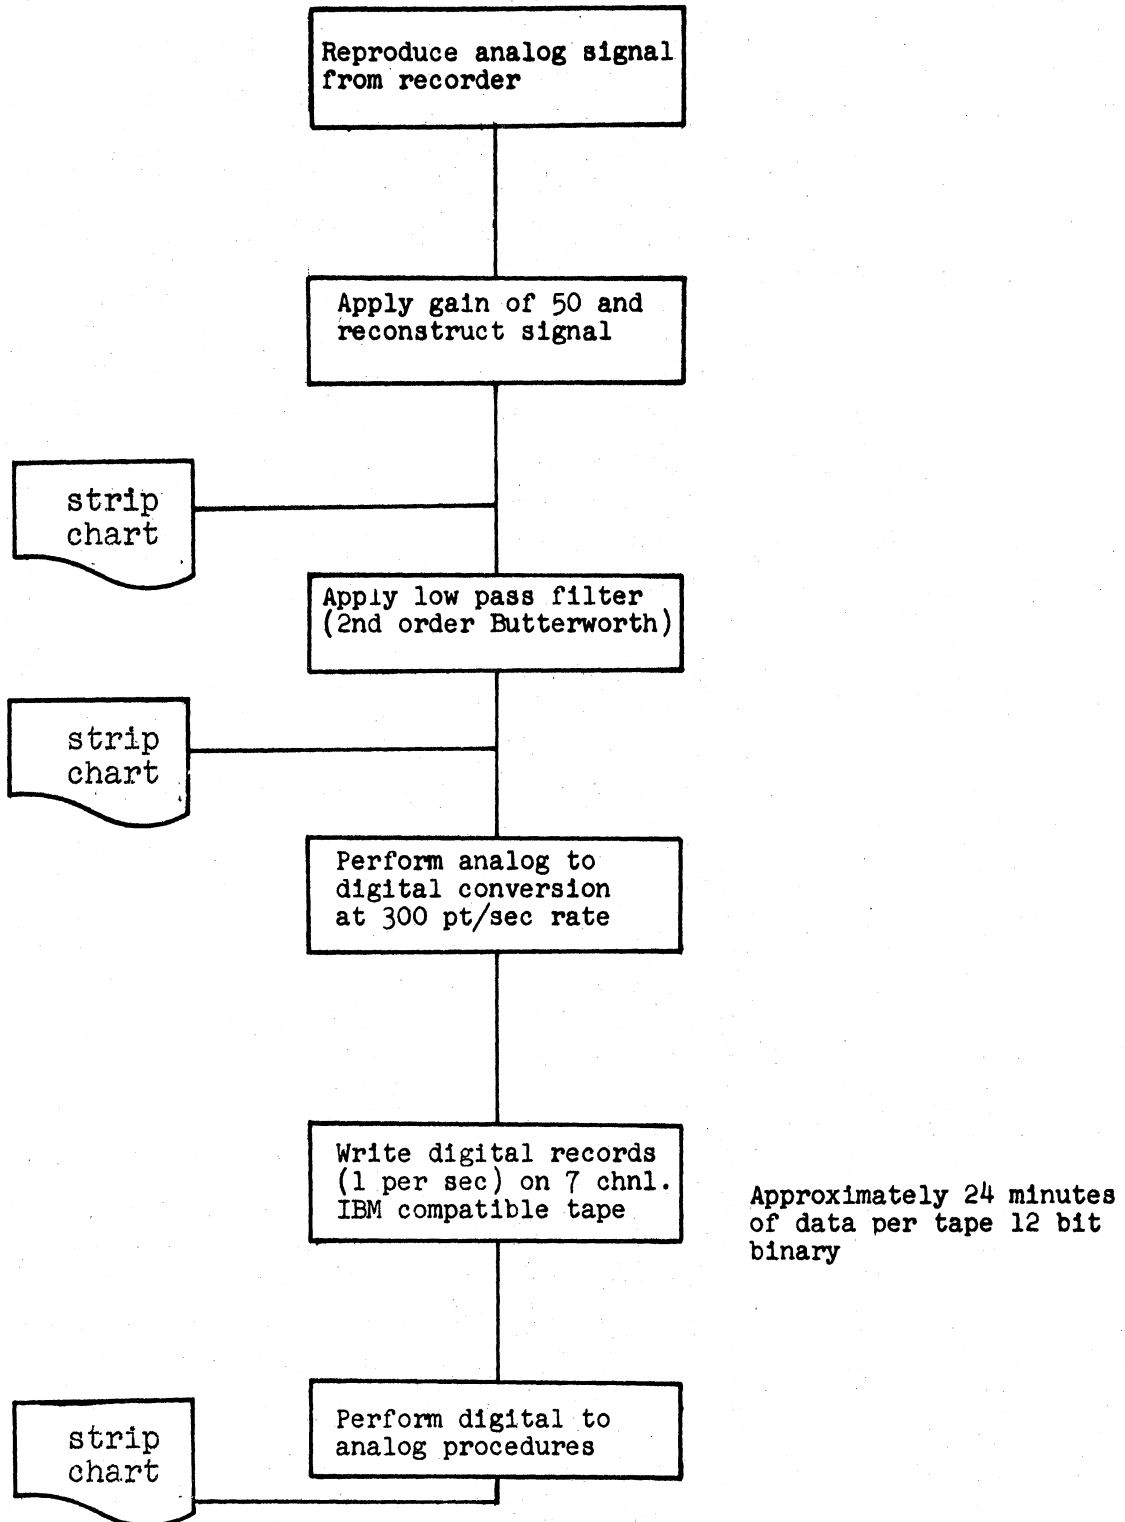 Reproduce analog signal
from recorder
Apply gain of 50 and
reconstruct signal
strip
chart
Apply low pass filter
(2nd order Butterworth)
strip
chart
Perform analog to
digital conversion
at 300 pt/sec rate
Write digital records
(1 per sec) on 7 chnl.
IBM compatible tape
Approximately 24 minutes
of data per tape 12 bit
binary
Perform digital to
analog procedures
strip
chart